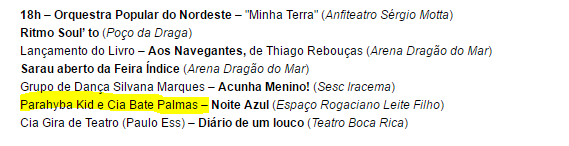 18h – Orquestra Popular do Nordeste – "Minha Terra" (Anfiteatro Sérgio Motta)
Ritmo Soul' to (Poço da Draga)
Lançamento do Livro – Aos Navegantes, de Thiago Rebouças (Arena Dragão do Mar)
Sarau aberto da Feira Índice (Arena Dragão do Mar)
Grupo de Dança Silvana Marques – Acunha Menino! (Sesc Iracema)
Parahyba Kid e Cia Bate Palmas – Noite Azul (Espaço Rogaciano Leite Filho)
Cia Gira de Teatro (Paulo Ess) – Diário de um louco (Teatro Boca Rica)